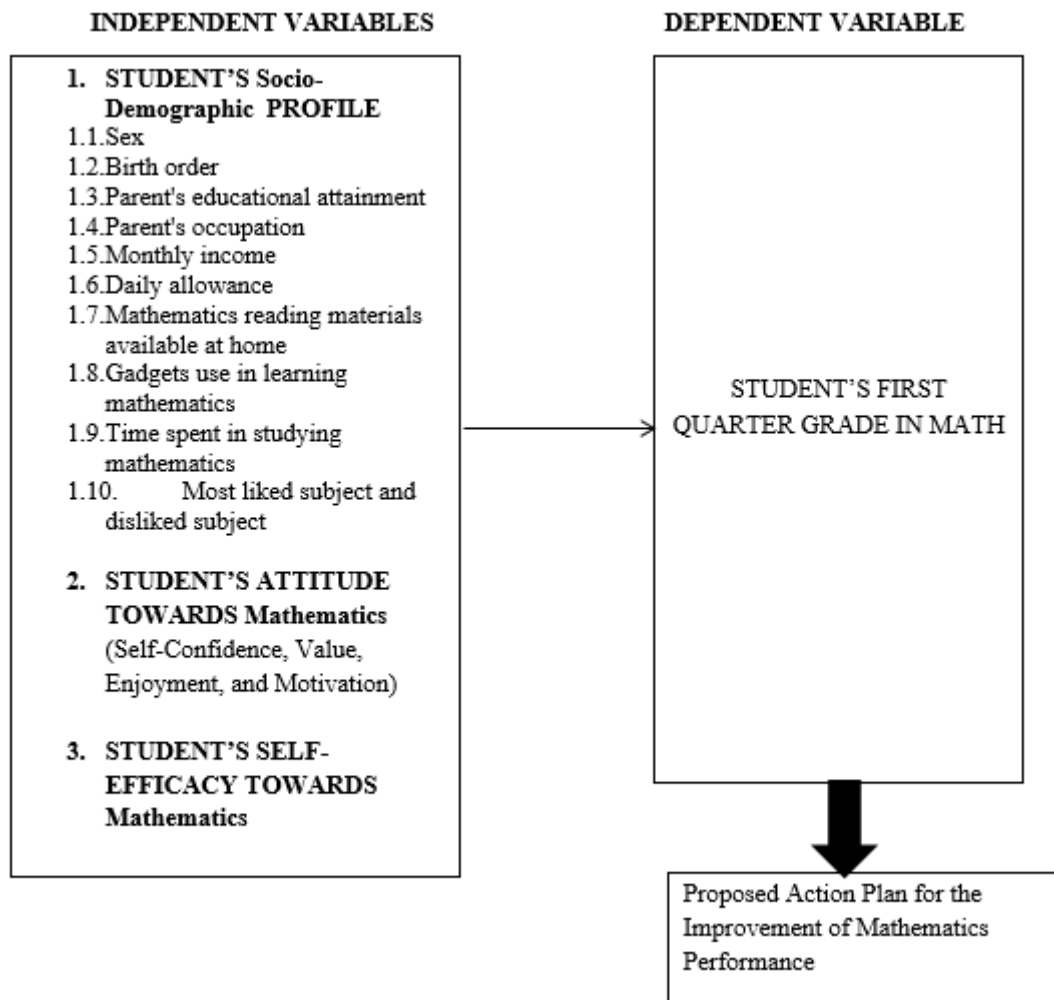 INDEPENDENT VARIABLES
DEPENDENT VARIABLE
1. STUDENT'S Socio-
Demographic PROFILE
1.1.Sex
1.2.Birth order
1.3.Parent's educational attainment
1.4.Parent's occupation
1.5.Monthly income
1.6.Daily allowance
1.7.Mathematics reading materials
available at home
1.8.Gadgets use in learning
mathematics
1.9.Time spent in studying
mathematics
1.10. Most liked subject and
disliked subject
2. STUDENT'S ATTITUDE
TOWARDS Mathematics
(Self-Confidence, Value,
Enjoyment, and Motivation)
3. STUDENT'S SELF-
EFFICACY TOWARDS
Mathematics
STUDENT'S FIRST
QUARTER GRADE IN MATH
Proposed Action Plan for the
Improvement of Mathematics
Performance